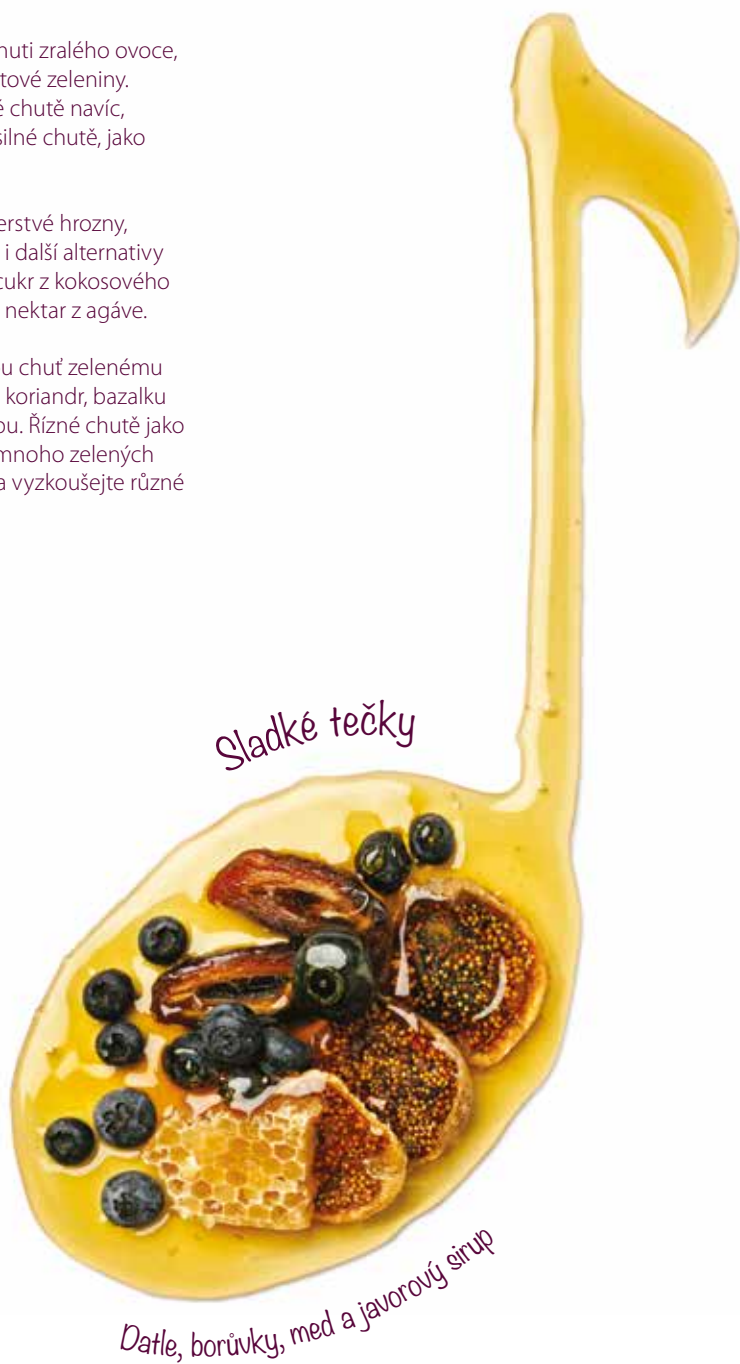 nuti zralého ovoce,
tové zeleniny.
é chutě navíc,
silné chutě, jako
erstvé hrozny,
i další alternativy
cukr z kokosového
nektar z agáve.
u chuť zelenému
koriandr, bazalku
ou. Řízné chutě jako
mnoho zelených
a vyzkoušejte různé
Sladké tečky
Datle, borůvky, med a javorový sirup